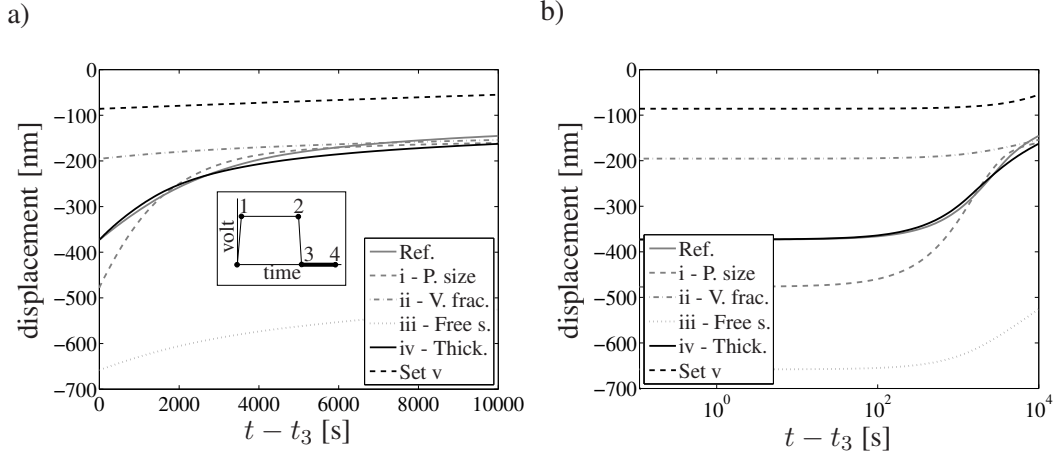 a)
0
−100
−200
−300
−400
−500
−600
−700
displacement [nm]
0 2000 4000 6000 8000 10000
t − t3 [s]
volt
1 2
3 4
time
Ref.
i - P. size
ii - V. frac.
iii - Free s.
iv - Thick.
Set v
b)
0
−100
−200
−300
−400
−500
−600
−700
displacement [nm]
10^0 10^2 10^4
t − t3 [s]
Ref.
i - P. size
ii - V. frac.
iii - Free s.
iv - Thick.
Set v